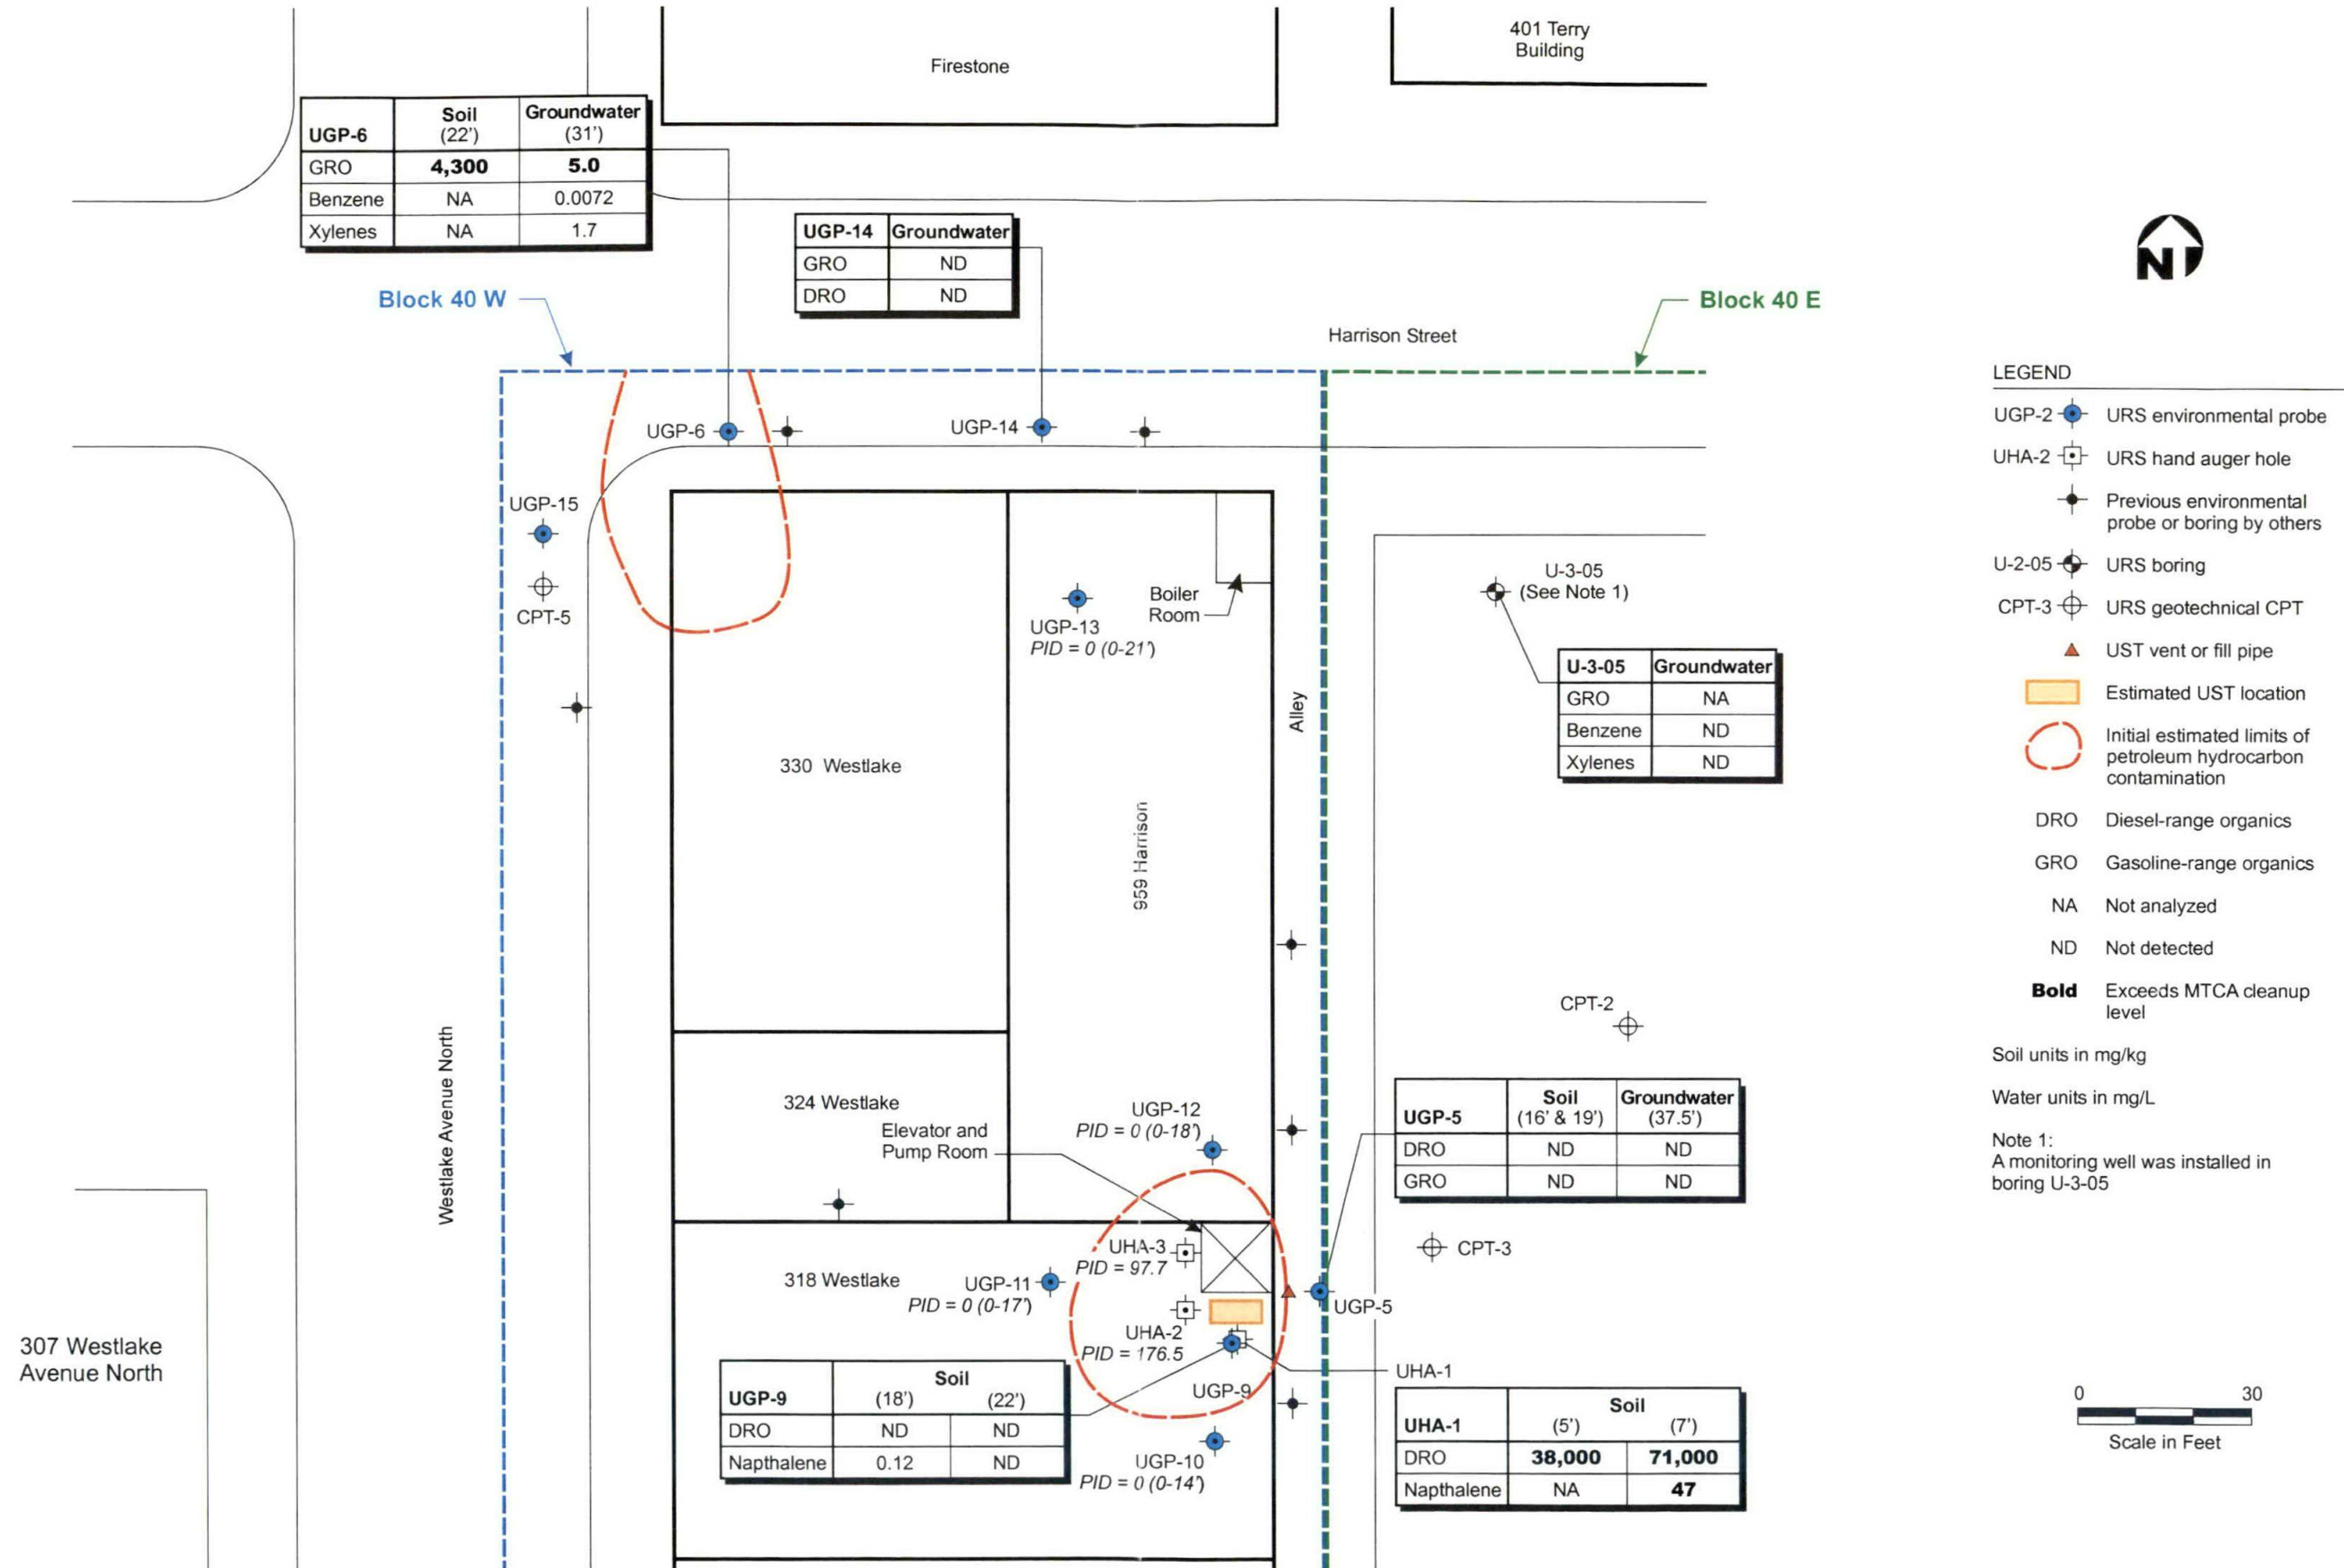 401 Terry
Building
Firestone
UGP-6 Soil (22') Groundwater (31')
GRO 4,300 5.0
Benzene NA 0.0072
Xylenes NA 1.7
UGP-14 Groundwater
GRO ND
DRO ND
Block 40 W
Block 40 E
Harrison Street
N
UGP-6
UGP-14
UGP-15
CPT-5
UGP-13
PID = 0 (0-21')
Boiler
Room
U-3-05
(See Note 1)
U-3-05 Groundwater
GRO NA
Benzene ND
Xylenes ND
Alley
330 Westlake
959 Harrison
Westlake Avenue North
CPT-2
324 Westlake
Elevator and
Pump Room
UGP-12
PID = 0 (0-18')
UGP-5 Soil (16' & 19') Groundwater (37.5')
DRO ND ND
GRO ND ND
CPT-3
318 Westlake
UGP-11
PID = 0 (0-17')
UHA-3
PID = 97.7
UGP-5
UHA-2
PID = 176.5
UHA-1
UGP-9
307 Westlake
Avenue North
UGP-9 Soil (18') (22')
DRO ND ND
Napthalene 0.12 ND
UGP-10
PID = 0 (0-14')
UHA-1 Soil (5') (7')
DRO 38,000 71,000
Napthalene NA 47
LEGEND
UGP-2 URS environmental probe
UHA-2 URS hand auger hole
Previous environmental
probe or boring by others
U-2-05 URS boring
CPT-3 URS geotechnical CPT
UST vent or fill pipe
Estimated UST location
Initial estimated limits of
petroleum hydrocarbon
contamination
DRO Diesel-range organics
GRO Gasoline-range organics
NA Not analyzed
ND Not detected
Bold Exceeds MTCA cleanup
level
Soil units in mg/kg
Water units in mg/L
Note 1:
A monitoring well was installed in
boring U-3-05
0 30
Scale in Feet